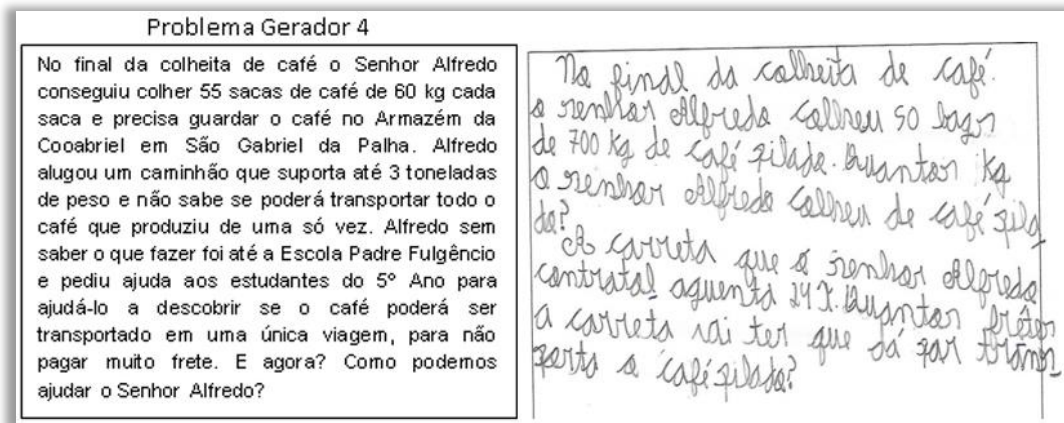 Problema Gerador 4
No final da colheita de café o Senhor Alfredo
conseguiu colher 55 sacas de café de 60 kg cada
saca e precisa guardar o café no Armazém da
Cooabriel em São Gabriel da Palha. Alfredo
alugou um caminhão que suporta até 3 toneladas
de peso e não sabe se poderá transportar todo o
café que produziu de uma só vez. Alfredo sem
saber o que fazer foi até a Escola Padre Fulgêncio
e pediu ajuda aos estudantes do 5º Ano para
ajudá-lo a descobrir se o café poderá ser
transportado em uma única viagem, para não
pagar muito frete. E agora? Como podemos
ajudar o Senhor Alfredo?
No final da colheita de café.
o senhor Alfredo colheu 50 bags
de 700 Kg de café pilado. Quantos Kg
o senhor Alfredo colheu de café pila
do?
A carreta que o senhor Alfredo
contratal aguenta 24 T. Quantos frêtes
a carreta vai ter que dá par trans
porta o café pilado?